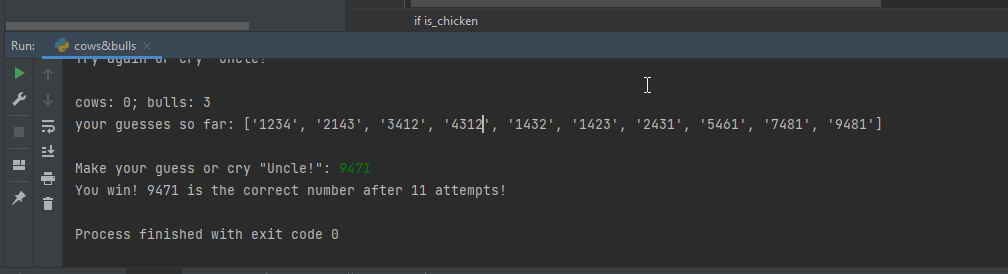 if is_chicken
Run: cows&bulls
Try again or cry "Uncle!"
cows: 0; bulls: 3
your guesses so far: ['1234', '2143', '3412', '4312', '1432', '1423', '2431', '5461', '7481', '9481']
Make your guess or cry "Uncle!": 9471
You win! 9471 is the correct number after 11 attempts!
Process finished with exit code 0